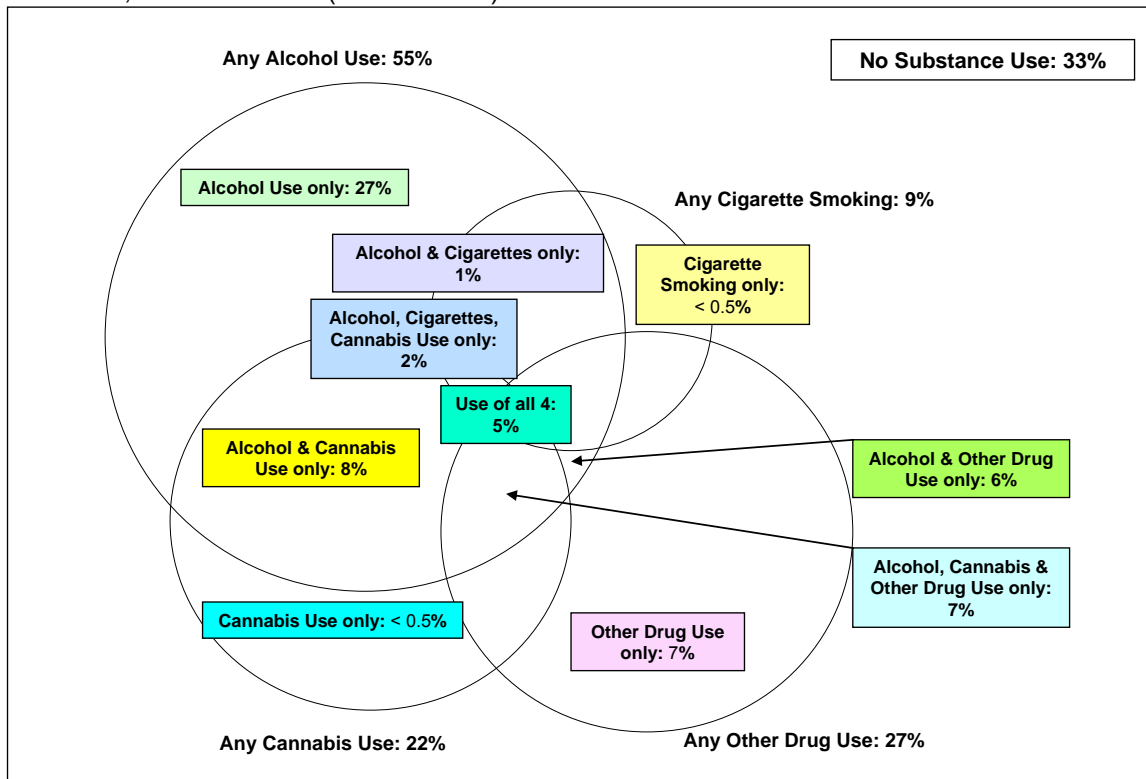 Any Alcohol Use: 55%
No Substance Use: 33%
Alcohol Use only: 27%
Any Cigarette Smoking: 9%
Alcohol & Cigarettes only:
1%
Cigarette
Smoking only:
< 0.5%
Alcohol, Cigarettes,
Cannabis Use only:
2%
Use of all 4:
5%
Alcohol & Cannabis
Use only: 8%
Alcohol & Other Drug
Use only: 6%
Alcohol, Cannabis &
Other Drug Use only:
7%
Cannabis Use only: < 0.5%
Other Drug Use
only: 7%
Any Cannabis Use: 22%
Any Other Drug Use: 27%